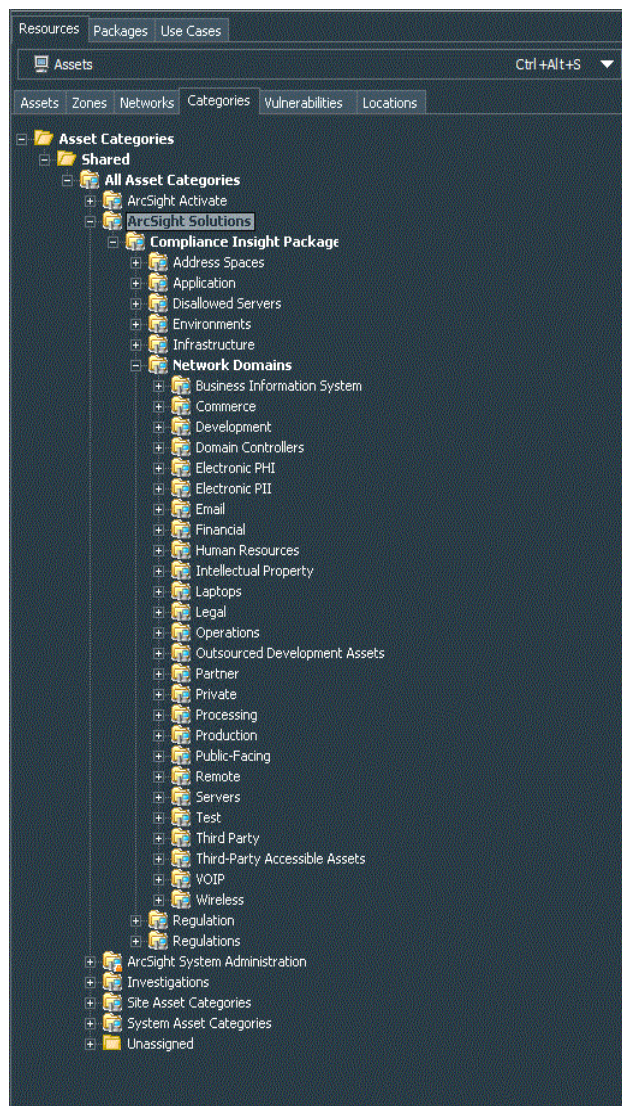 Resources Packages Use Cases
Assets Ctrl+Alt+S
Assets Zones Networks Categories Vulnerabilities Locations
Asset Categories
Shared
All Asset Categories
ArcSight Activate
ArcSight Solutions
Compliance Insight Package
Address Spaces
Application
Disallowed Servers
Environments
Infrastructure
Network Domains
Business Information System
Commerce
Development
Domain Controllers
Electronic PHI
Electronic PII
Email
Financial
Human Resources
Intellectual Property
Laptops
Legal
Operations
Outsourced Development Assets
Partner
Private
Processing
Production
Public-Facing
Remote
Servers
Test
Third Party
Third-Party Accessible Assets
VOIP
Wireless
Regulation
Regulations
ArcSight System Administration
Investigations
Site Asset Categories
System Asset Categories
Unassigned